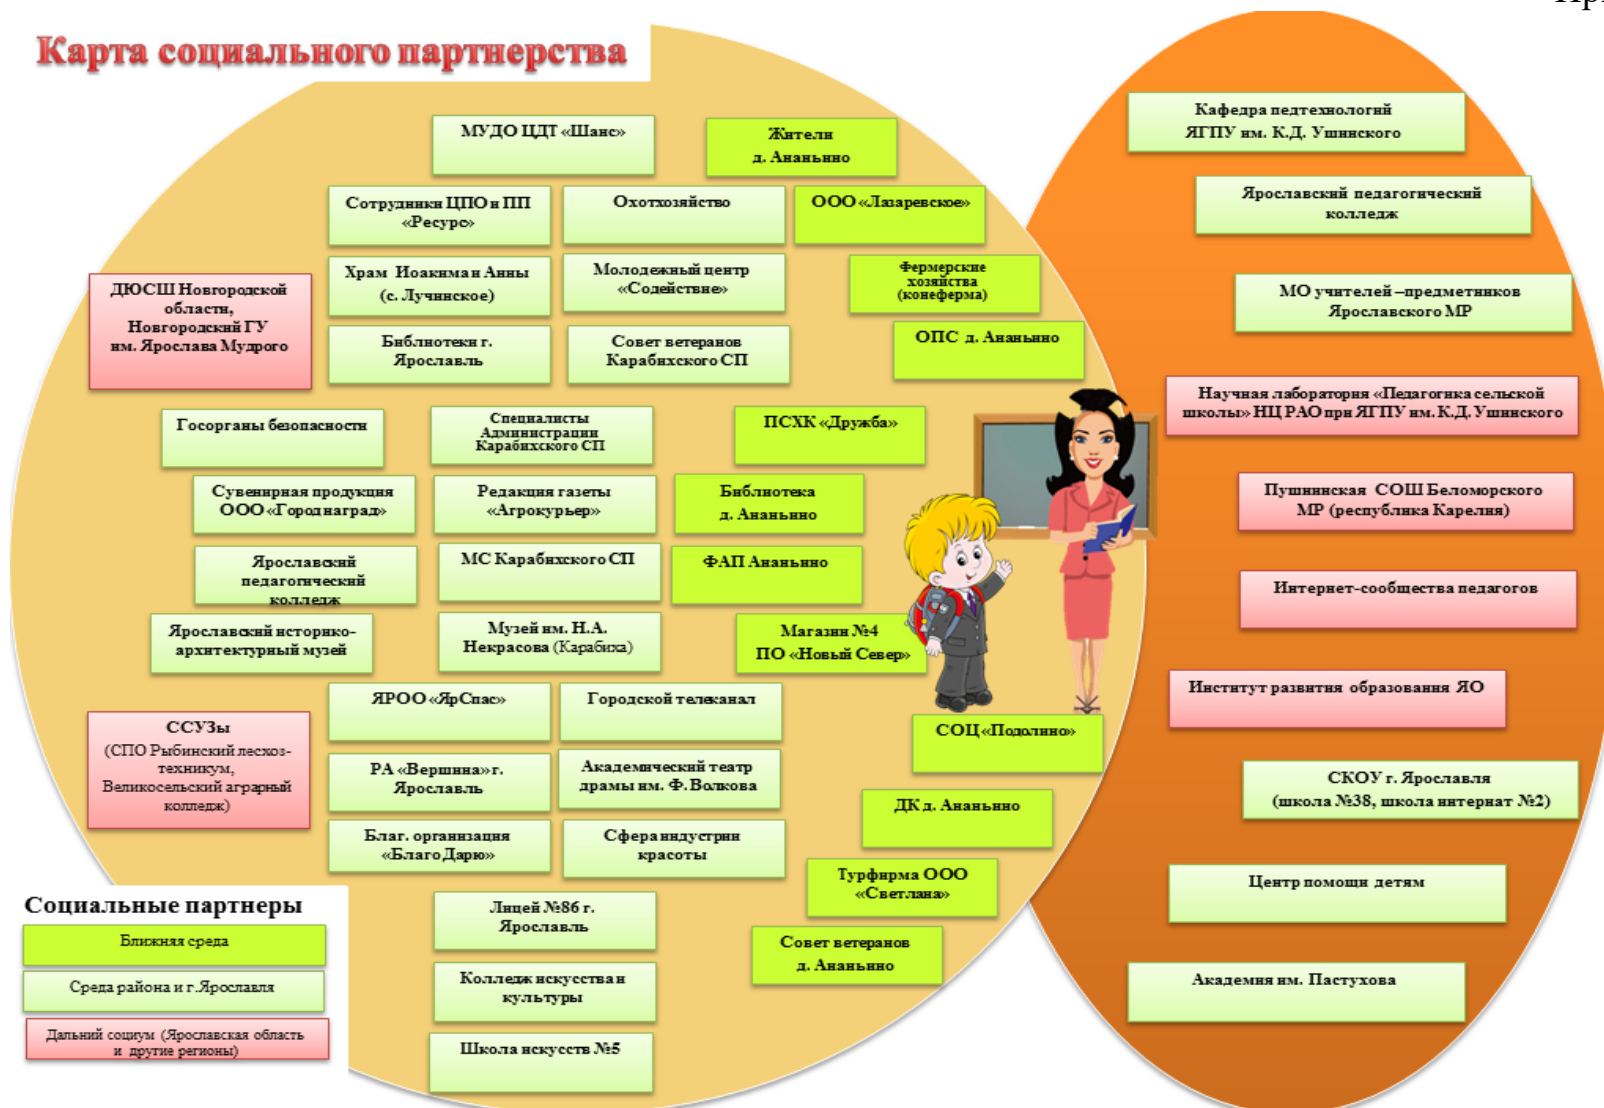 При
Карта социального партнерства
МУДО ЦДТ «Шанс»
Жители
д. Ананьино
Сотрудники ЦПО и ПП
«Ресурс»
Охотхозяйство
ООО «Лазаревское»
Храм Иоакима и Анны
(с. Лучинское)
Молодежный центр
«Содействие»
Фермерские
хозяйства
(конеферма)
ДЮСШ Новгородской
области,
Новгородский ГУ
им. Ярослава Мудрого
Библиотеки г.
Ярославль
Совет ветеранов
Карабихского СП
ОПС д. Ананьино
Госорганы безопасности
Специалисты
Администрации
Карабихского СП
ПСХК «Дружба»
Сувенирная продукция
ООО «Город наград»
Редакция газеты
«Агрокурьер»
Библиотека
д. Ананьино
Ярославский
педагогический
колледж
МС Карабихского СП
ФАП Ананьино
Ярославский историко-
архитектурный музей
Музей им. Н.А.
Некрасова (Карабиха)
Магазин №4
ПО «Новый Север»
ЯРОО «ЯрСпас»
Городской телеканал
ССУЗы
(СПО Рыбинский лесхоз-
техникум,
Великосельский аграрный
колледж)
СОЦ «Подолино»
РА «Вершина» г.
Ярославль
Академический театр
драмы им. Ф. Волкова
ДК д. Ананьино
Благ. организация
«Благо Дарю»
Сфера индустрии
красоты
Турфирма ООО
«Светлана»
Лицей №86 г.
Ярославль
Совет ветеранов
д. Ананьино
Колледж искусства и
культуры
Школа искусств №5
Кафедра педтехнологий
ЯГПУ им. К.Д. Ушинского
Ярославский педагогический
колледж
МО учителей –предметников
Ярославского МР
Научная лаборатория «Педагогика сельской
школы» НЦ РАО при ЯГПУ им. К.Д. Ушинского
Пушнинская СОШ Беломорского
МР (республика Карелия)
Интернет-сообщества педагогов
Институт развития образования ЯО
СКОУ г. Ярославля
(школа №38, школа интернат №2)
Центр помощи детям
Академия им. Пастухова
Социальные партнеры
Ближняя среда
Среда района и г.Ярославля
Дальний социум (Ярославская область
и другие регионы)